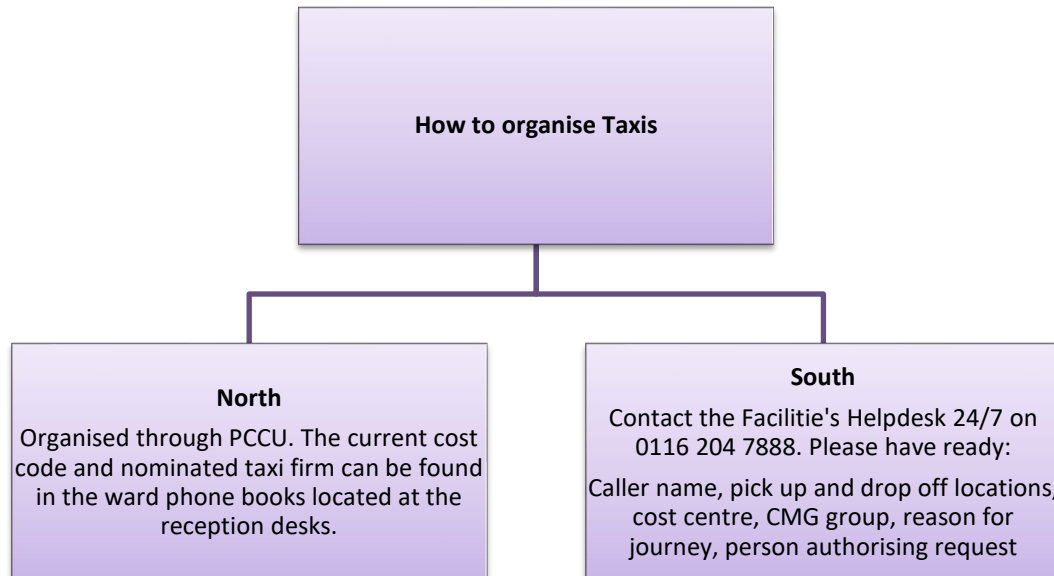 How to organise Taxis
North
Organised through PCCU. The current cost
code and nominated taxi firm can be found
in the ward phone books located at the
reception desks.
South
Contact the Facilitie's Helpdesk 24/7 on
0116 204 7888. Please have ready:
Caller name, pick up and drop off locations,
cost centre, CMG group, reason for
journey, person authorising request